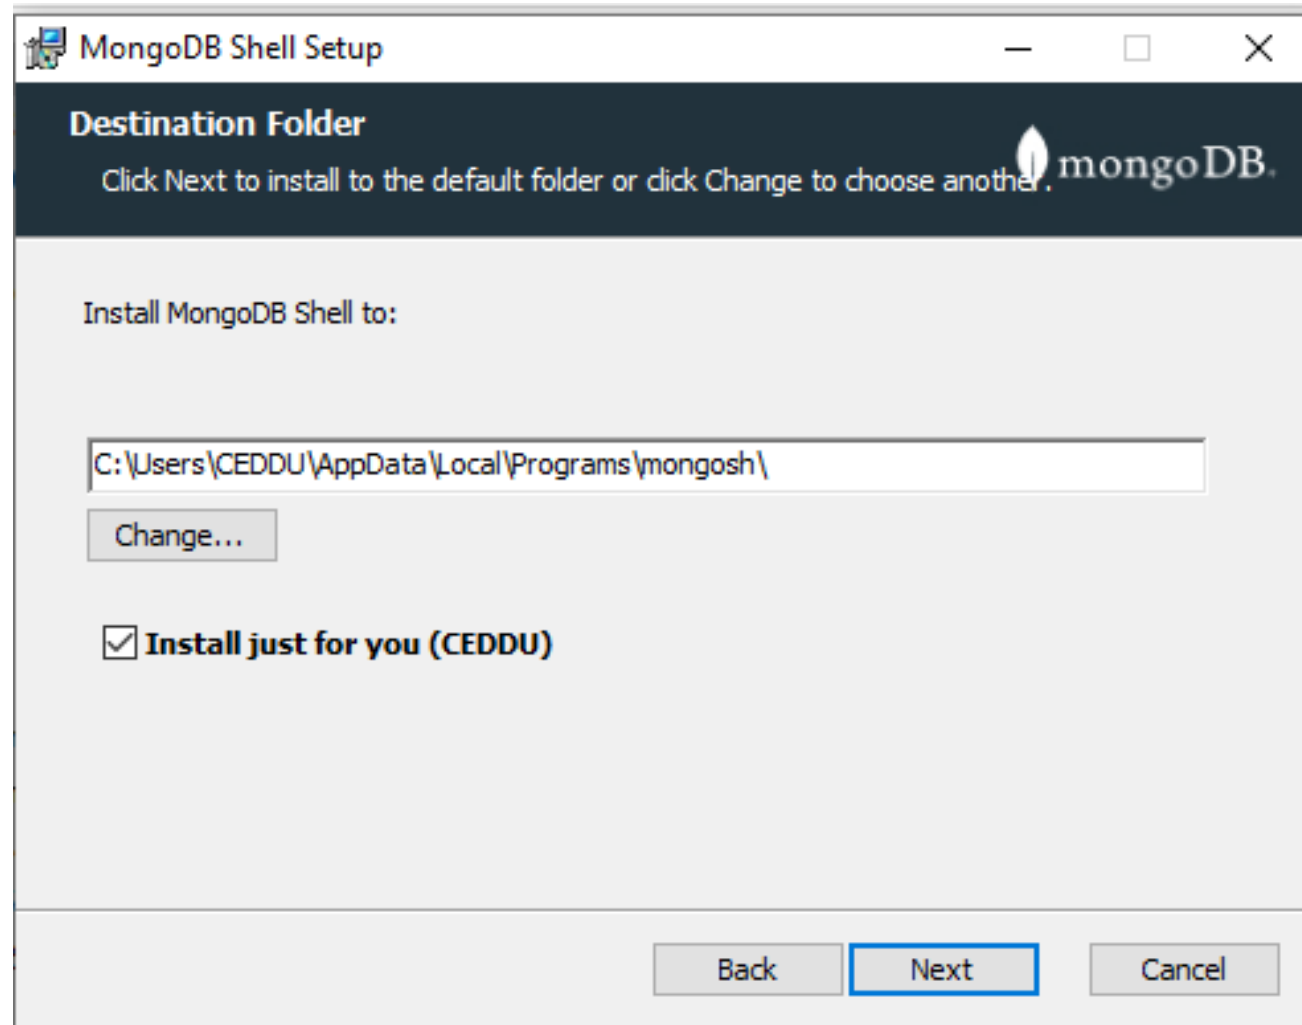 MongoDB Shell Setup
Destination Folder
Click Next to install to the default folder or click Change to choose another.
mongoDB.
Install MongoDB Shell to:
C:\Users\CEDDU\AppData\Local\Programs\mongosh\
Change...
Install just for you (CEDDU)
Back
Next
Cancel